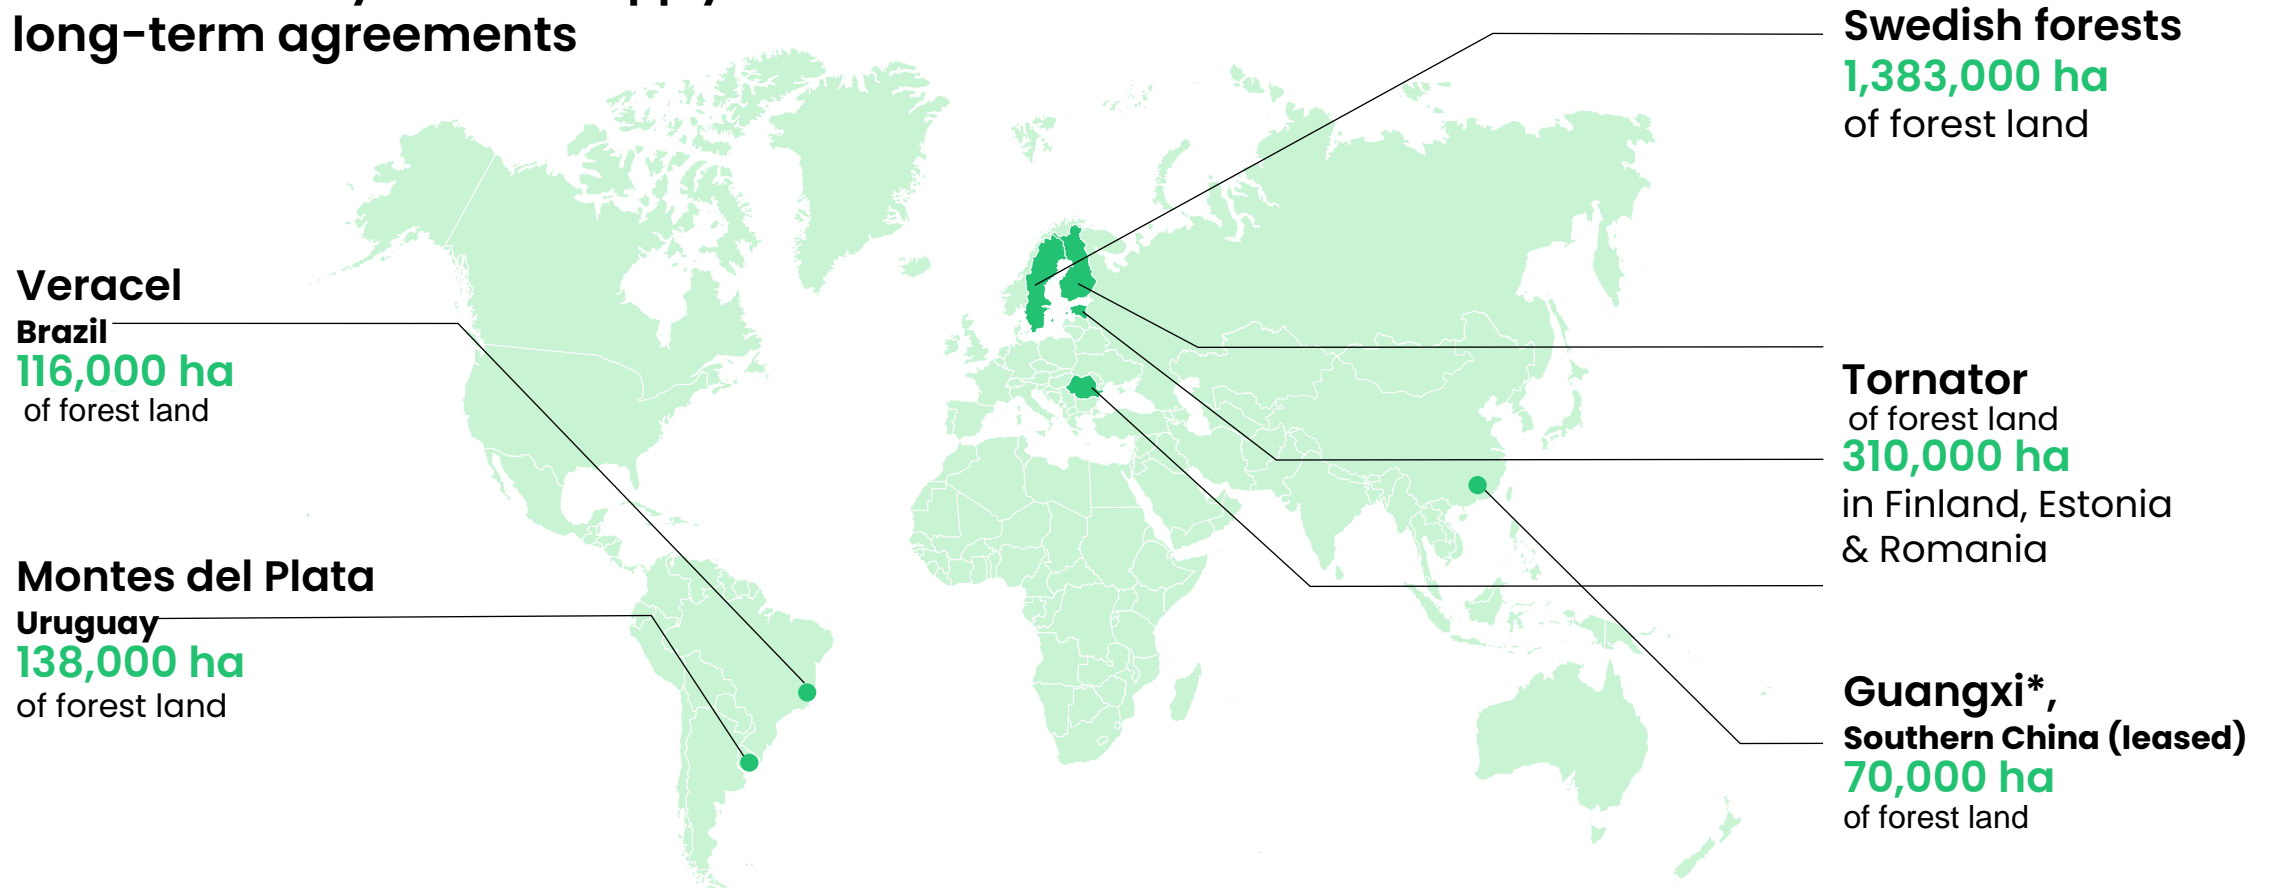 long-term agreements
Swedish forests
1,383,000 ha
of forest land
Veracel
Brazil
116,000 ha
of forest land
Tornator
of forest land
310,000 ha
in Finland, Estonia
& Romania
Montes del Plata
Uruguay
138,000 ha
of forest land
Guangxi*,
Southern China (leased)
70,000 ha
of forest land